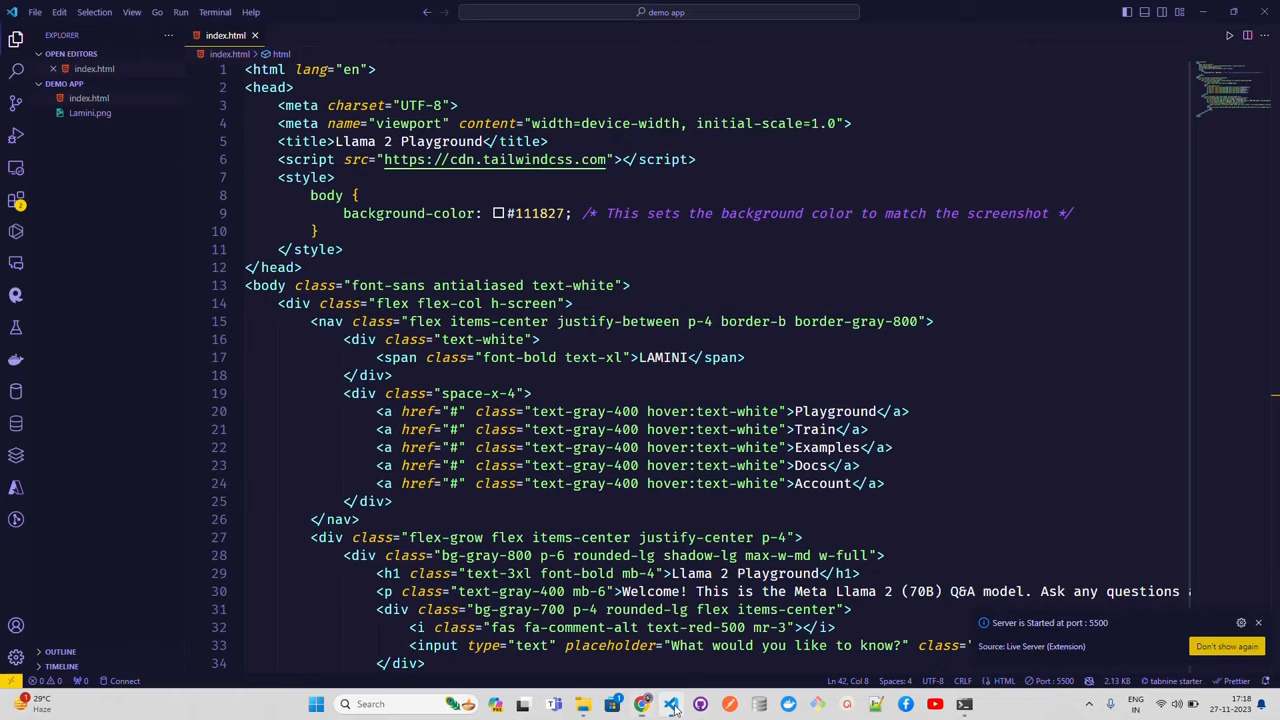 File Edit Selection View Go Run Terminal Help
demo app
EXPLORER
OPEN EDITORS
index.html
DEMO APP
index.html
Lamini.png
OUTLINE
TIMELINE
2
index.html
index.html > html
1 <html lang="en">
2 <head>
3 <meta charset="UTF-8">
4 <meta name="viewport" content="width=device-width, initial-scale=1.0">
5 <title>Llama 2 Playground</title>
6 <script src="https://cdn.tailwindcss.com"></script>
7 <style>
8 body {
9 background-color: #111827; /* This sets the background color to match the screenshot */
10 }
11 </style>
12 </head>
13 <body class="font-sans antialiased text-white">
14 <div class="flex flex-col h-screen">
15 <nav class="flex items-center justify-between p-4 border-b border-gray-800">
16 <div class="text-white">
17 <span class="font-bold text-xl">LAMINI</span>
18 </div>
19 <div class="space-x-4">
20 <a href="#" class="text-gray-400 hover:text-white">Playground</a>
21 <a href="#" class="text-gray-400 hover:text-white">Train</a>
22 <a href="#" class="text-gray-400 hover:text-white">Examples</a>
23 <a href="#" class="text-gray-400 hover:text-white">Docs</a>
24 <a href="#" class="text-gray-400 hover:text-white">Account</a>
25 </div>
26 </nav>
27 <div class="flex-grow flex items-center justify-center p-4">
28 <div class="bg-gray-800 p-6 rounded-lg shadow-lg max-w-md w-full">
29 <h1 class="text-3xl font-bold mb-4">Llama 2 Playground</h1>
30 <p class="text-gray-400 mb-6">Welcome! This is the Meta Llama 2 (70B) Q&A model. Ask any questions
31 <div class="bg-gray-700 p-4 rounded-lg flex items-center">
32 <i class="fas fa-comment-alt text-red-500 mr-3"></i>
33 <input type="text" placeholder="What would you like to know?" class="
34 </div>
Server is Started at port : 5500
Source: Live Server (Extension)
Don't show again
0 0 0 Connect
Ln 42, Col 8 Spaces: 4 UTF-8 CRLF HTML Port : 5500 2.13 KB tabnine starter Prettier
29°C
Haze
Search
1
ENG
IN
17:18
27-11-2023